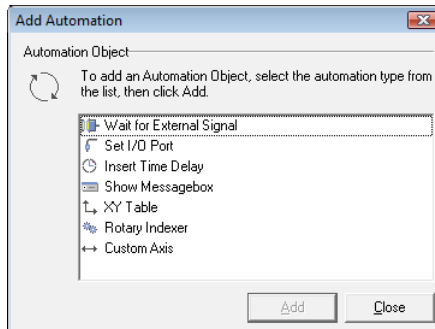 Add Automation
Automation Object
To add an Automation Object, select the automation type from
the list, then click Add.
Wait for External Signal
Set I/O Port
Insert Time Delay
Show Messagebox
XY Table
Rotary Indexer
Custom Axis
Add
Close